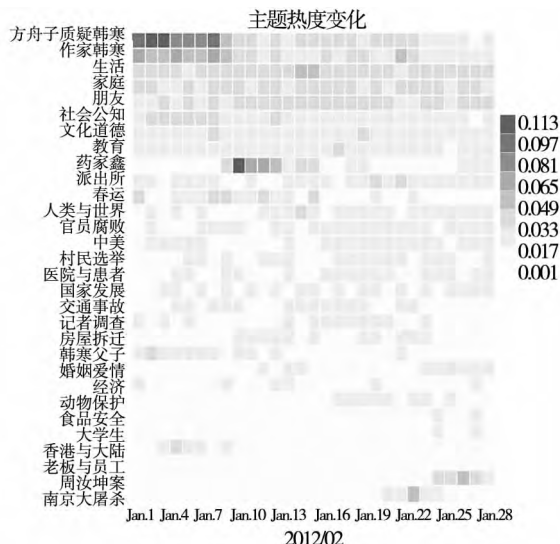 主题热度变化
方舟子质疑韩寒
作家韩寒
生活
家庭
朋友
社会公知
文化道德
教育
药家鑫
派出所
春运
人类与世界
官员腐败
中美
村民选举
医院与患者
国家发展
交通事故
记者调查
房屋拆迁
韩寒父子
婚姻爱情
经济
动物保护
食品安全
大学生
香港与大陆
老板与员工
周汝坤案
南京大屠杀
0.113
0.097
0.081
0.065
0.049
0.033
0.017
0.001
Jan.1 Jan.4 Jan.7 Jan.10 Jan.13 Jan.16 Jan.19 Jan.22 Jan.25 Jan.28
2012/02